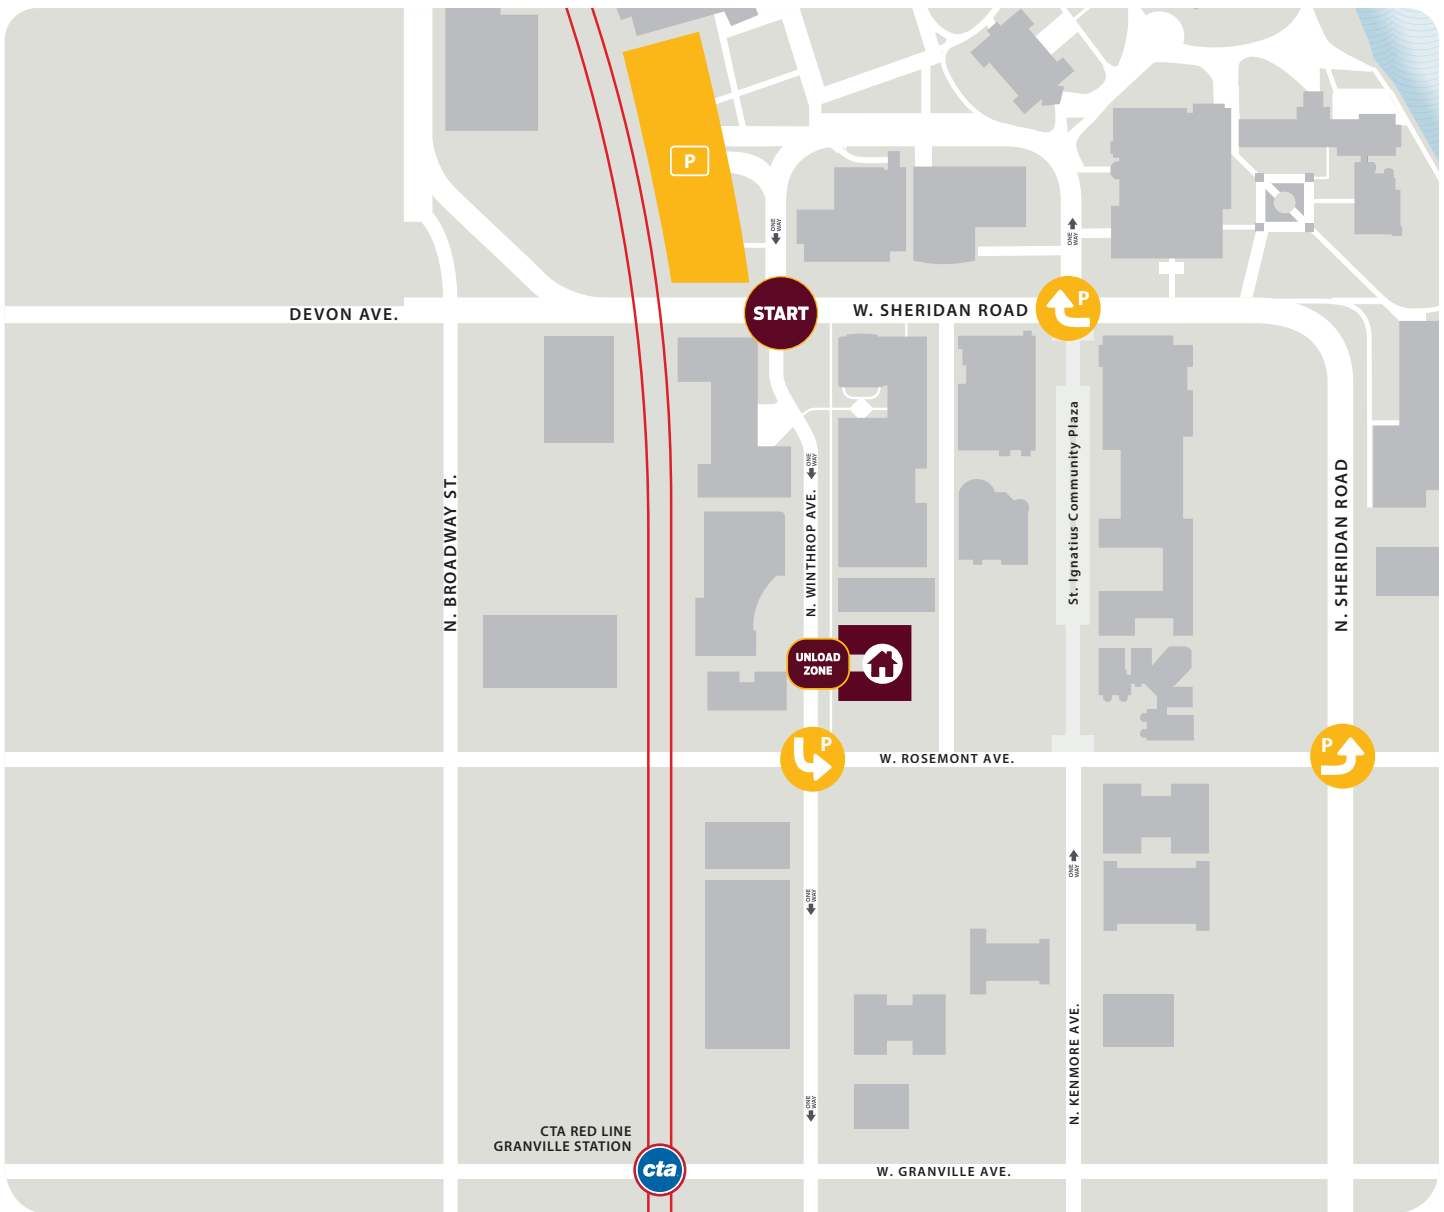 P
ONE
WAY
ONE
WAY
DEVON AVE.
START
W. SHERIDAN ROAD
P
St. Ignatius Community Plaza
ONE
WAY
N. BROADWAY ST.
N. WINTHROP AVE.
N. SHERIDAN ROAD
UNLOAD
ZONE
P
W. ROSEMONT AVE.
P
ONE
WAY
ONE
WAY
N. KENMORE AVE.
ONE
WAY
CTA RED LINE
GRANVILLE STATION
cta
W. GRANVILLE AVE.